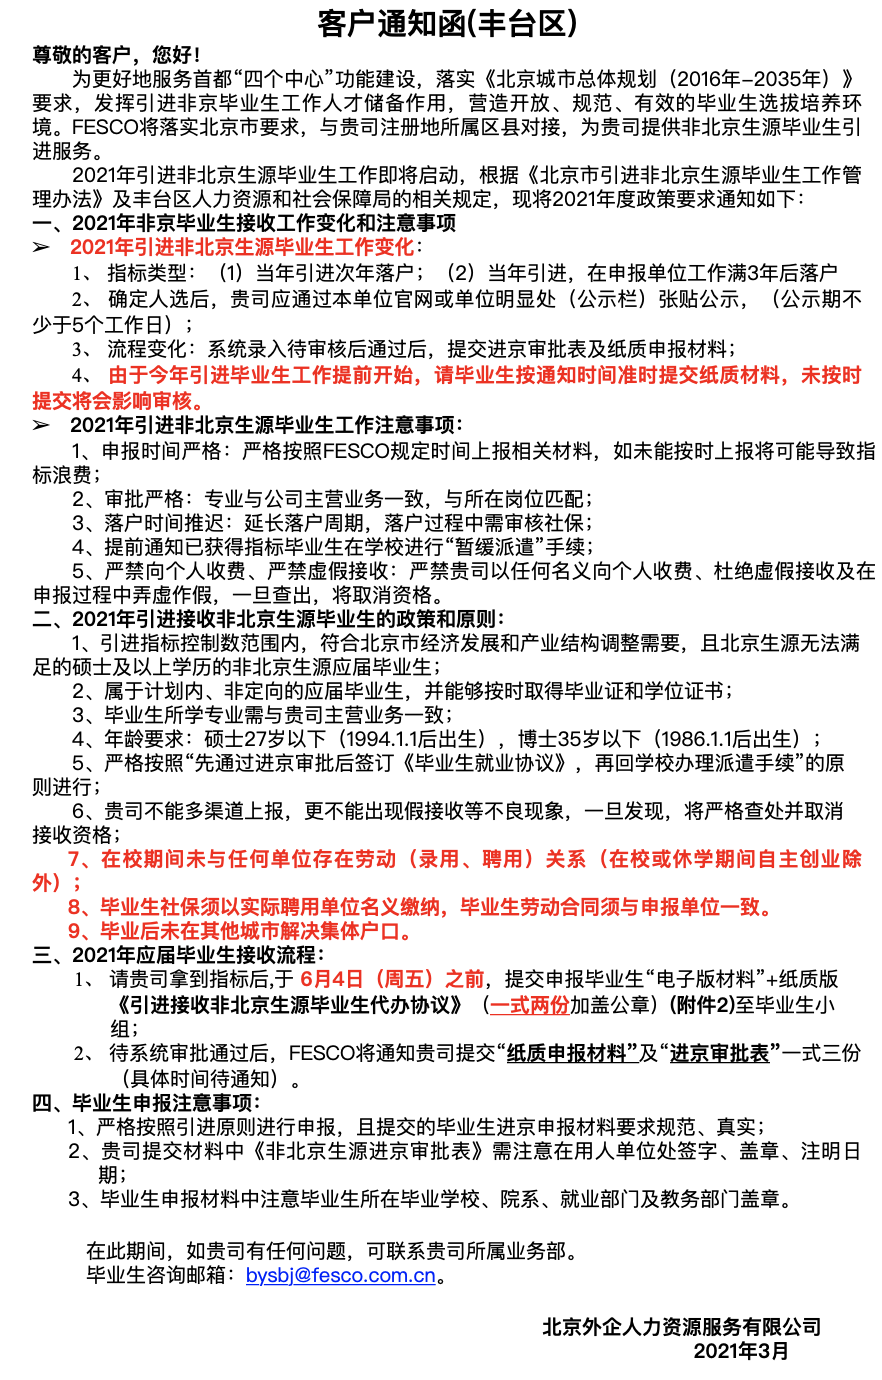 客户通知函(丰台区)
尊敬的客户，您好！
为更好地服务首都“四个中心”功能建设，落实《北京城市总体规划（2016年-2035年）》
要求，发挥引进非京毕业生工作人才储备作用，营造开放、规范、有效的毕业生选拔培养环
境。FESCO将落实北京市要求，与贵司注册地所属区县对接，为贵司提供非北京生源毕业生引
进服务。
2021年引进非北京生源毕业生工作即将启动，根据《北京市引进非北京生源毕业生工作管
理办法》及丰台区人力资源和社会保障局的相关规定，现将2021年度政策要求通知如下：
一、2021年非京毕业生接收工作变化和注意事项
➢ 2021年引进非北京生源毕业生工作变化：
1、 指标类型：（1）当年引进次年落户；（2）当年引进，在申报单位工作满3年后落户
2、 确定人选后，贵司应通过本单位官网或单位明显处（公示栏）张贴公示，（公示期不
少于5个工作日）；
3、 流程变化：系统录入待审核后通过后，提交进京审批表及纸质申报材料；
4、 由于今年引进毕业生工作提前开始，请毕业生按通知时间准时提交纸质材料，未按时
提交将会影响审核。
➢ 2021年引进非北京生源毕业生工作注意事项：
1、申报时间严格：严格按照FESCO规定时间上报相关材料，如未能按时上报将可能导致指
标浪费；
2、审批严格：专业与公司主营业务一致，与所在岗位匹配；
3、落户时间推迟：延长落户周期，落户过程中需审核社保；
4、提前通知已获得指标毕业生在学校进行“暂缓派遣”手续；
5、严禁向个人收费、严禁虚假接收：严禁贵司以任何名义向个人收费、杜绝虚假接收及在
申报过程中弄虚作假，一旦查出，将取消资格。
二、2021年引进接收非北京生源毕业生的政策和原则：
1、引进指标控制数范围内，符合北京市经济发展和产业结构调整需要，且北京生源无法满
足的硕士及以上学历的非北京生源应届毕业生；
2、属于计划内、非定向的应届毕业生，并能够按时取得毕业证和学位证书；
3、毕业生所学专业需与贵司主营业务一致；
4、年龄要求：硕士27岁以下（1994.1.1后出生），博士35岁以下（1986.1.1后出生）；
5、严格按照“先通过进京审批后签订《毕业生就业协议》，再回学校办理派遣手续”的原
则进行；
6、贵司不能多渠道上报，更不能出现假接收等不良现象，一旦发现，将严格查处并取消
接收资格；
7、在校期间未与任何单位存在劳动（录用、聘用）关系（在校或休学期间自主创业除
外）；
8、毕业生社保须以实际聘用单位名义缴纳，毕业生劳动合同须与申报单位一致。
9、毕业后未在其他城市解决集体户口。
三、2021年应届毕业生接收流程：
1、 请贵司拿到指标后,于 6月4日（周五）之前，提交申报毕业生“电子版材料”+纸质版
《引进接收非北京生源毕业生代办协议》（一式两份加盖公章）(附件2)至毕业生小
组；
2、 待系统审批通过后，FESCO将通知贵司提交“纸质申报材料”及“进京审批表”一式三份
（具体时间待通知）。
四、毕业生申报注意事项：
1、严格按照引进原则进行申报，且提交的毕业生进京申报材料要求规范、真实；
2、贵司提交材料中《非北京生源进京审批表》需注意在用人单位处签字、盖章、注明日
期；
3、毕业生申报材料中注意毕业生所在毕业学校、院系、就业部门及教务部门盖章。
在此期间，如贵司有任何问题，可联系贵司所属业务部。
毕业生咨询邮箱：bysbj@fesco.com.cn。
北京外企人力资源服务有限公司
2021年3月